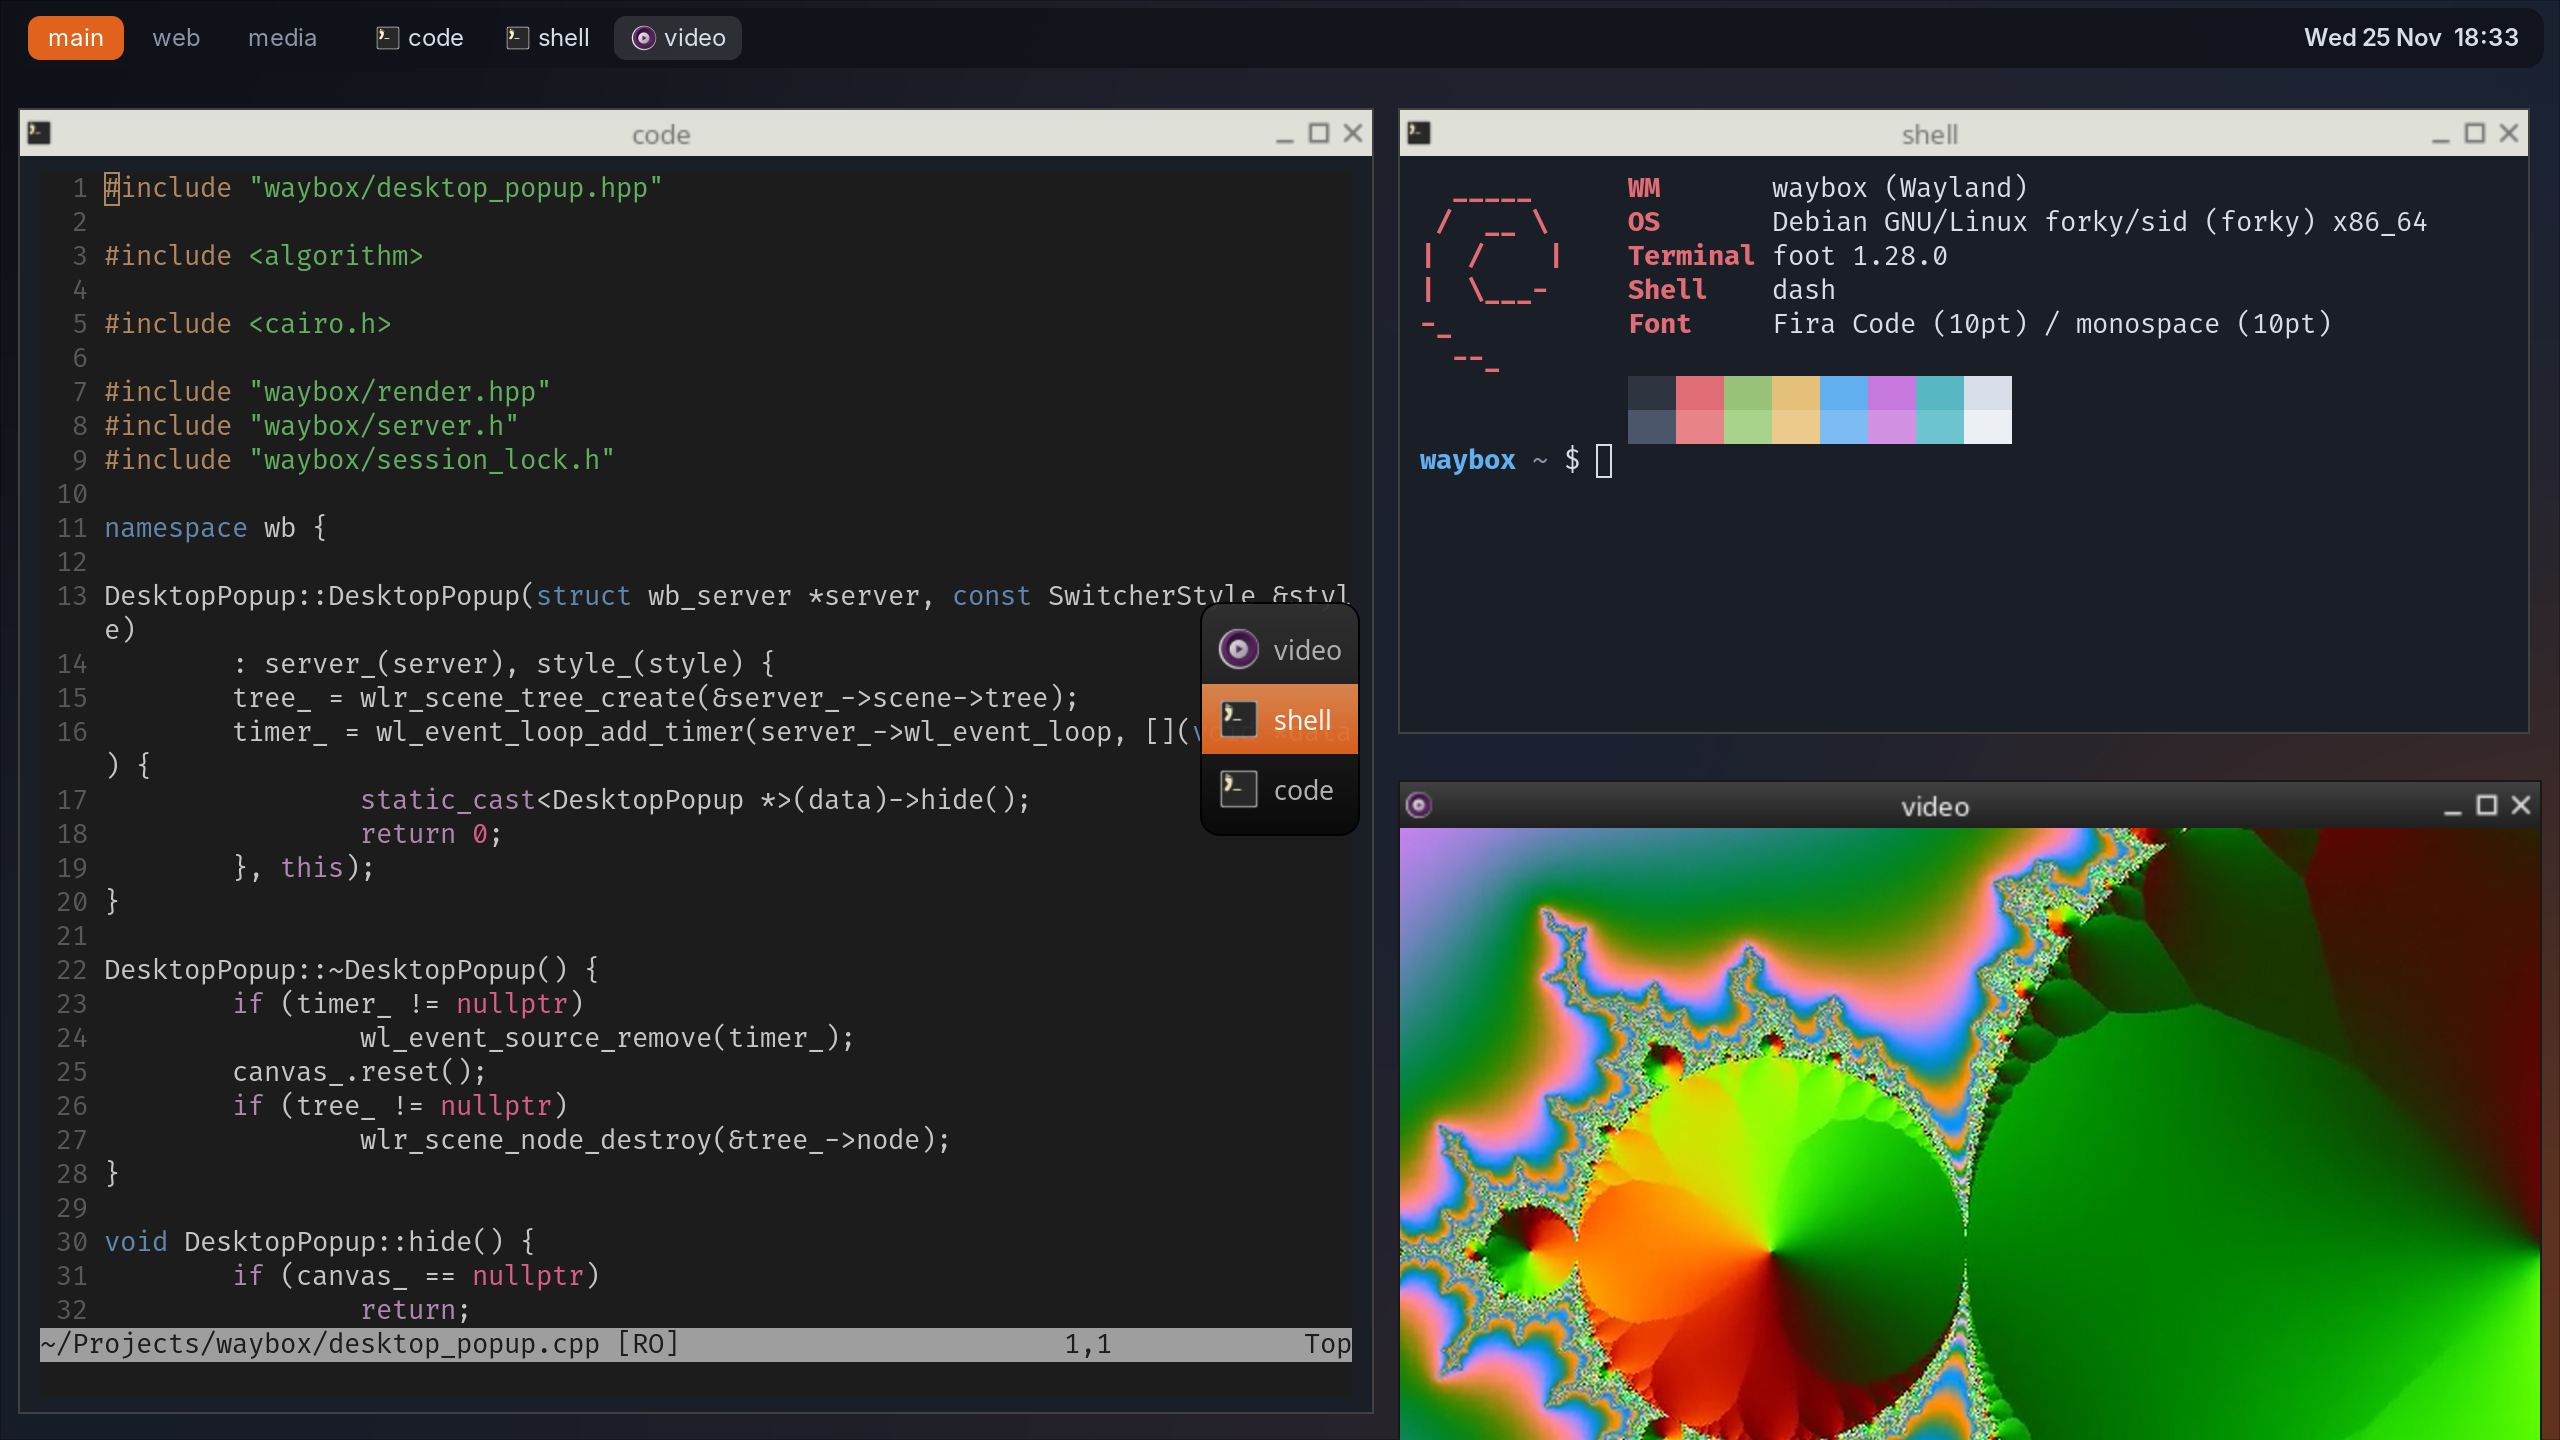 main web media code shell video Wed 25 Nov 18:33
code
1 #include "waybox/desktop_popup.hpp"
2
3 #include <algorithm>
4
5 #include <cairo.h>
6
7 #include "waybox/render.hpp"
8 #include "waybox/server.h"
9 #include "waybox/session_lock.h"
10
11 namespace wb {
12
13 DesktopPopup::DesktopPopup(struct wb_server *server, const SwitcherStyle &styl
e)
14 : server_(server), style_(style) {
15 tree_ = wlr_scene_tree_create(&server_->scene->tree);
16 timer_ = wl_event_loop_add_timer(server_->wl_event_loop, [](
) {
17 static_cast<DesktopPopup *>(data)->hide();
18 return 0;
19 }, this);
20 }
21
22 DesktopPopup::~DesktopPopup() {
23 if (timer_ != nullptr)
24 wl_event_source_remove(timer_);
25 canvas_.reset();
26 if (tree_ != nullptr)
27 wlr_scene_node_destroy(&tree_->node);
28 }
29
30 void DesktopPopup::hide() {
31 if (canvas_ == nullptr)
32 return;
~/Projects/waybox/desktop_popup.cpp [RO] 1,1 Top
video
shell
code
shell
WM waybox (Wayland)
OS Debian GNU/Linux forky/sid (forky) x86_64
Terminal foot 1.28.0
Shell dash
Font Fira Code (10pt) / monospace (10pt)
waybox ~ $
video